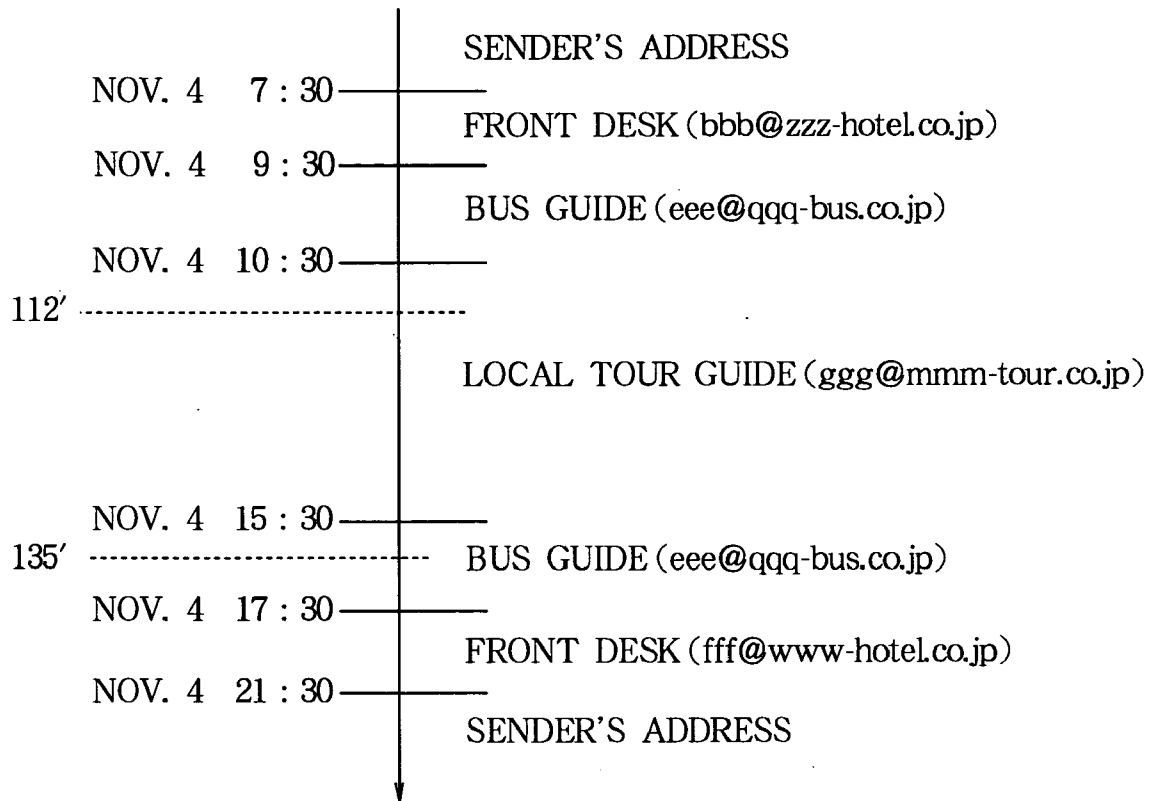 SENDER'S ADDRESS
NOV. 4 7 : 30
FRONT DESK (bbb@zzz-hotel.co.jp)
NOV. 4 9 : 30
BUS GUIDE (eee@qqq-bus.co.jp)
NOV. 4 10 : 30
112′
LOCAL TOUR GUIDE (ggg@mmm-tour.co.jp)
NOV. 4 15 : 30
135′
BUS GUIDE (eee@qqq-bus.co.jp)
NOV. 4 17 : 30
FRONT DESK (fff@www-hotel.co.jp)
NOV. 4 21 : 30
SENDER'S ADDRESS